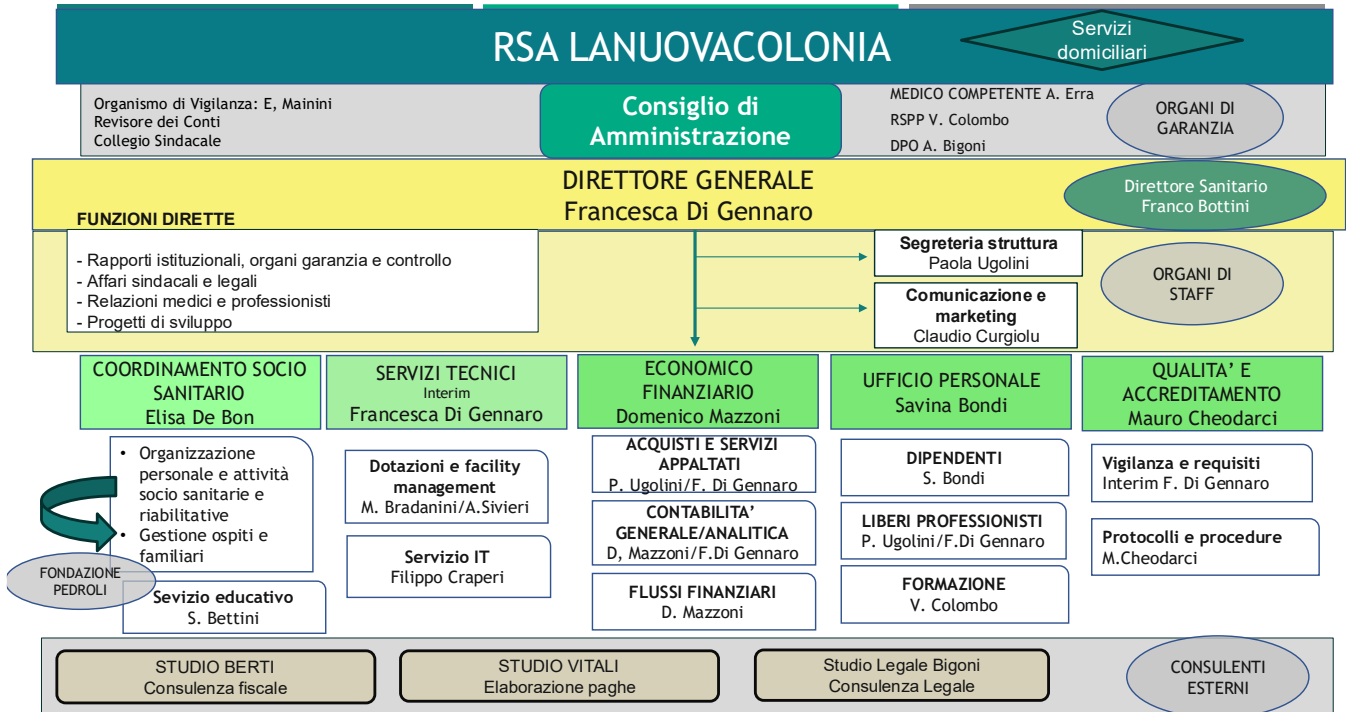 RSA LANUOVACOLONIA
Servizi
domiciliari
Organismo di Vigilanza: E, Mainini
Revisore dei Conti
Collegio Sindacale
Consiglio di
Amministrazione
MEDICO COMPETENTE A. Erra
RSPP V. Colombo
DPO A. Bigoni
ORGANI DI
GARANZIA
DIRETTORE GENERALE
Francesca Di Gennaro
Direttore Sanitario
Franco Bottini
FUNZIONI DIRETTE
- Rapporti istituzionali, organi garanzia e controllo
- Affari sindacali e legali
- Relazioni medici e professionisti
- Progetti di sviluppo
Segreteria struttura
Paola Ugolini
Comunicazione e
marketing
Claudio Curgiolu
ORGANI DI
STAFF
COORDINAMENTO SOCIO
SANITARIO
Elisa De Bon
SERVIZI TECNICI
Interim
Francesca Di Gennaro
ECONOMICO
FINANZIARIO
Domenico Mazzoni
UFFICIO PERSONALE
Savina Bondi
QUALITA' E
ACCREDITAMENTO
Mauro Cheodarci
• Organizzazione
personale e attività
socio sanitarie e
riabilitative
• Gestione ospiti e
familiari
FONDAZIONE
PEDROLI
Sevizio educativo
S. Bettini
Dotazioni e facility
management
M. Bradanini/A.Sivieri
Servizio IT
Filippo Craperi
ACQUISTI E SERVIZI
APPALTATI
P. Ugolini/F. Di Gennaro
CONTABILITA'
GENERALE/ANALITICA
D, Mazzoni/F.Di Gennaro
FLUSSI FINANZIARI
D. Mazzoni
DIPENDENTI
S. Bondi
LIBERI PROFESSIONISTI
P. Ugolini/F.Di Gennaro
FORMAZIONE
V. Colombo
Vigilanza e requisiti
Interim F. Di Gennaro
Protocolli e procedure
M.Cheodarci
STUDIO BERTI
Consulenza fiscale
STUDIO VITALI
Elaborazione paghe
Studio Legale Bigoni
Consulenza Legale
CONSULENTI
ESTERNI